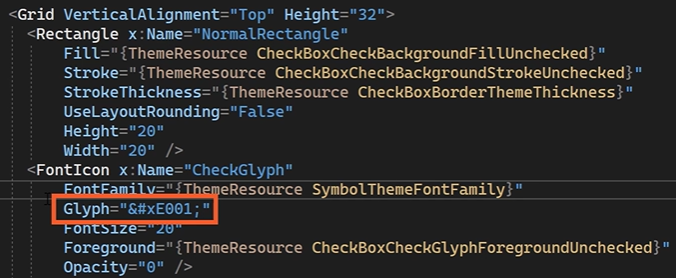 <Grid VerticalAlignment="Top" Height="32">
<Rectangle x:Name="NormalRectangle"
Fill="{ThemeResource CheckBoxCheckBackgroundFillUnchecked}"
Stroke="{ThemeResource CheckBoxCheckBackgroundStrokeUnchecked}"
StrokeThickness="{ThemeResource CheckBoxBorderThemeThickness}"
UseLayoutRounding="False"
Height="20"
Width="20" />
<FontIcon x:Name="CheckGlyph"
FontFamily="{ThemeResource SymbolThemeFontFamily}"
Glyph="&#xE001;"
FontSize="20"
Foreground="{ThemeResource CheckBoxCheckGlyphForegroundUnchecked}"
Opacity="0" />